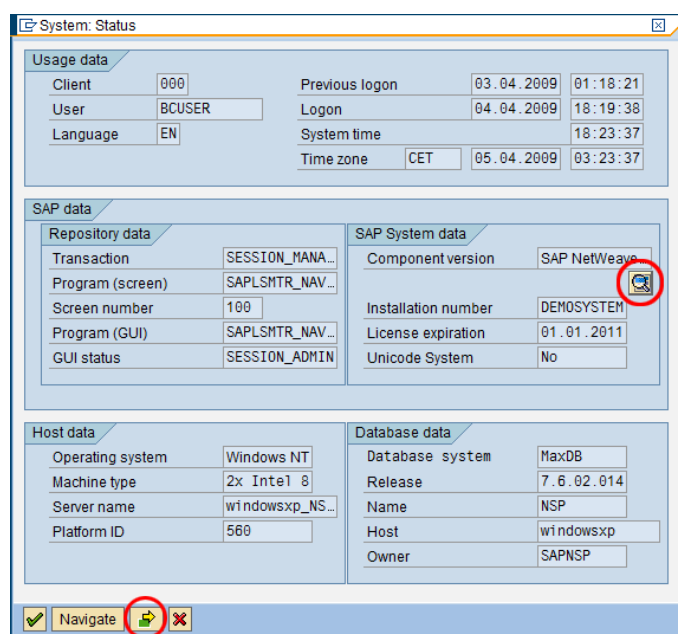 System: Status
Usage data
Client 000 Previous logon 03.04.2009 01:18:21
User BCUSER Logon 04.04.2009 18:19:38
Language EN System time 18:23:37
Time zone CET 05.04.2009 03:23:37
SAP data
Repository data
Transaction SESSION_MANA…
Program (screen) SAPLSMTR_NAV…
Screen number 100
Program (GUI) SAPLSMTR_NAV…
GUI status SESSION_ADMIN
SAP System data
Component version SAP NetWeave…
Installation number DEMOSYSTEM
License expiration 01.01.2011
Unicode System No
Host data
Operating system Windows NT
Machine type 2x Intel 8
Server name windowsxp_NS…
Platform ID 560
Database data
Database system MaxDB
Release 7.6.02.014
Name NSP
Host windowsxp
Owner SAPNSP
Navigate